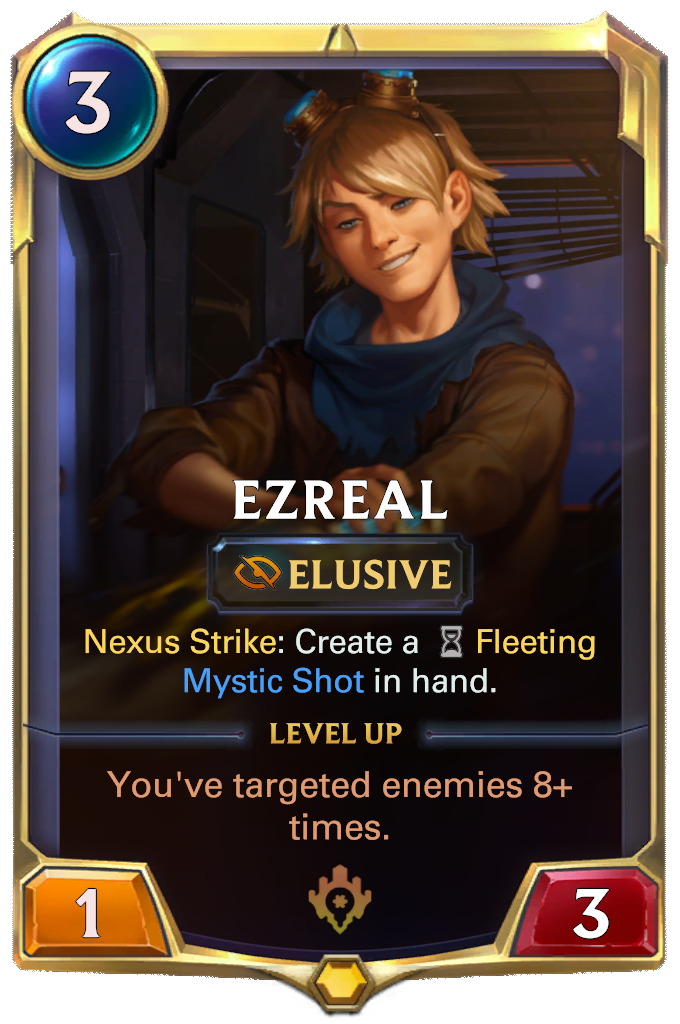 3
EZREAL
ELUSIVE
Nexus Strike: Create a Fleeting
Mystic Shot in hand.
LEVEL UP
You've targeted enemies 8+
times.
1
3